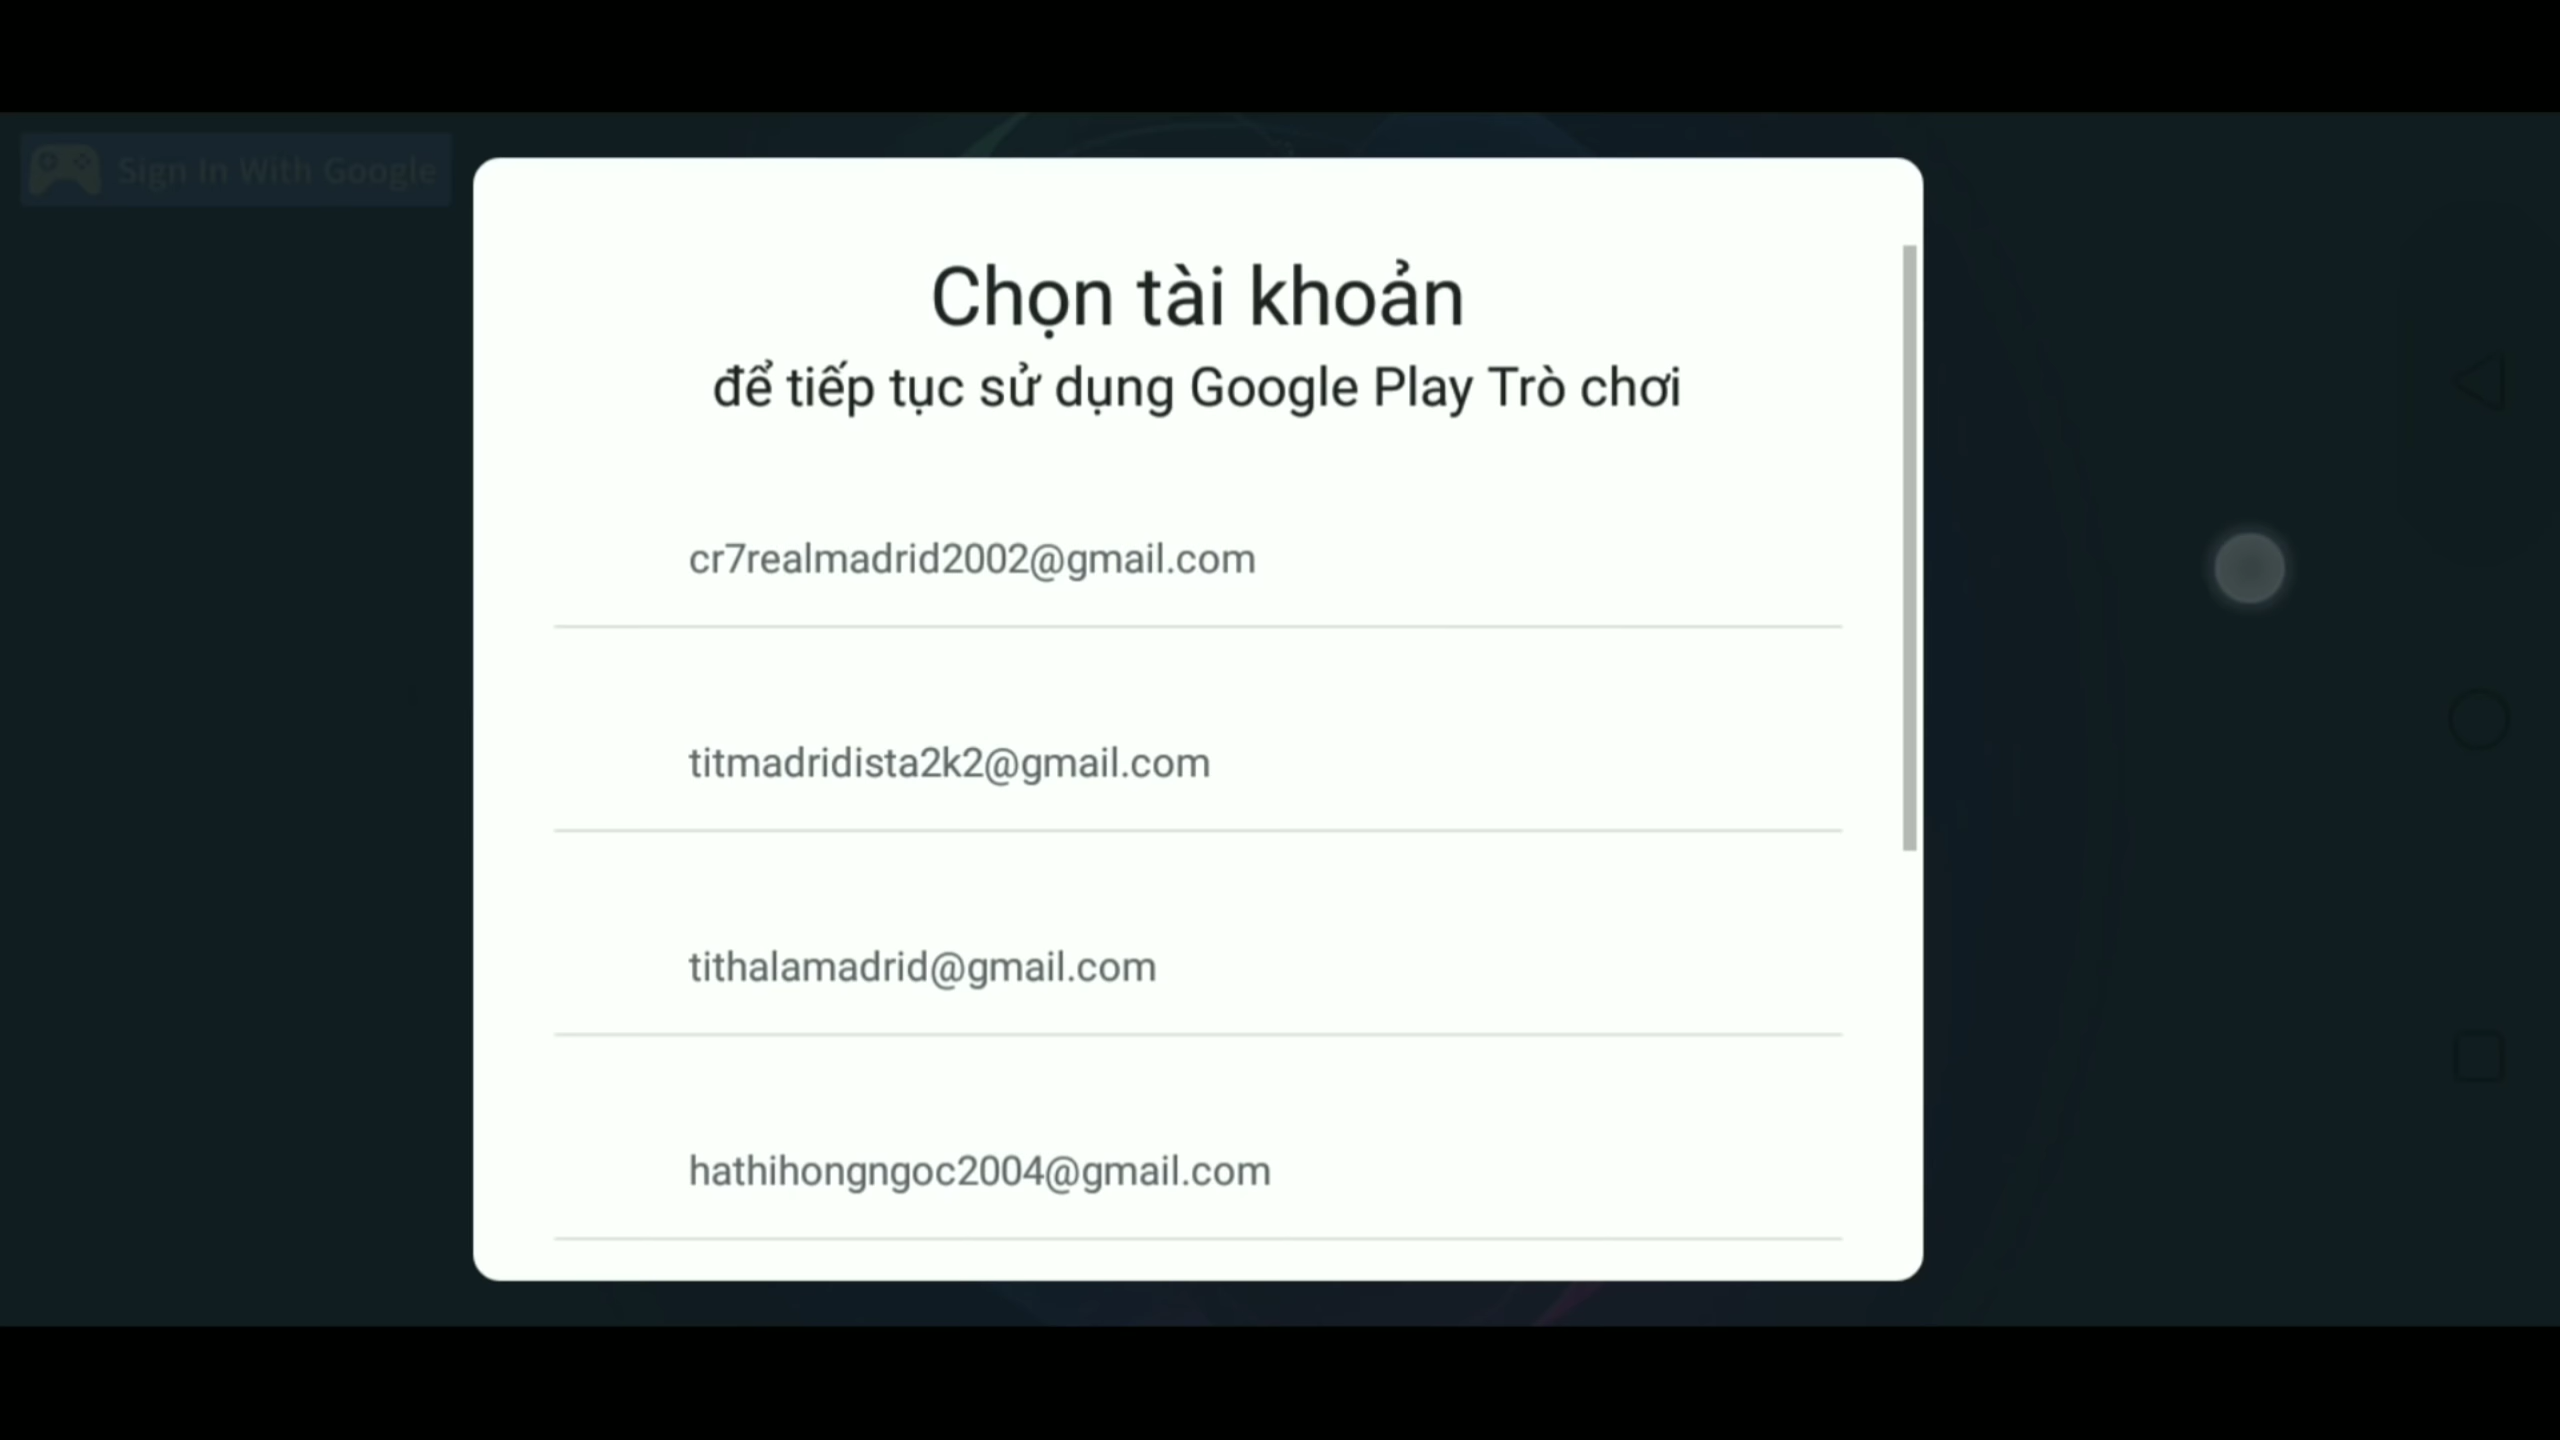 Sign In With Google
Chọn tài khoản
để tiếp tục sử dụng Google Play Trò chơi
cr7realmadrid2002@gmail.com
titmadridista2k2@gmail.com
tithalamadrid@gmail.com
hathihongngoc2004@gmail.com